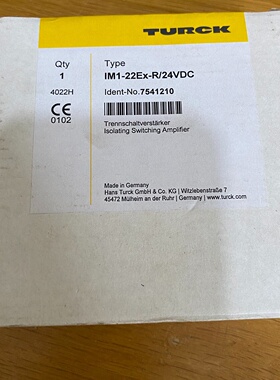 TURCK
Qty
Type
1
IM1-22Ex-R/24VDC
4022H
Ident-No.7541210
CE
0102
Trennschaltverstärker
Isolating Switching Amplifier
Made in Germany
Hans Turck GmbH & Co. KG | Witzlebenstraße 7
45472 Mülheim an der Ruhr | Germany | www.turck.com